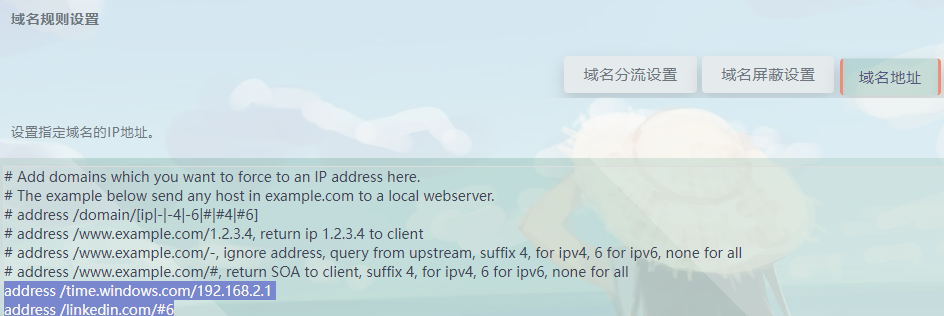 域名规则设置
域名分流设置
域名屏蔽设置
域名地址
设置指定域名的IP地址。
# Add domains which you want to force to an IP address here.
# The example below send any host in example.com to a local webserver.
# address /domain/[ip|-|-4|-6|#|#4|#6]
# address /www.example.com/1.2.3.4, return ip 1.2.3.4 to client
# address /www.example.com/-, ignore address, query from upstream, suffix 4, for ipv4, 6 for ipv6, none for all
# address /www.example.com/#, return SOA to client, suffix 4, for ipv4, 6 for ipv6, none for all
address /time.windows.com/192.168.2.1
address /linkedin.com/#6